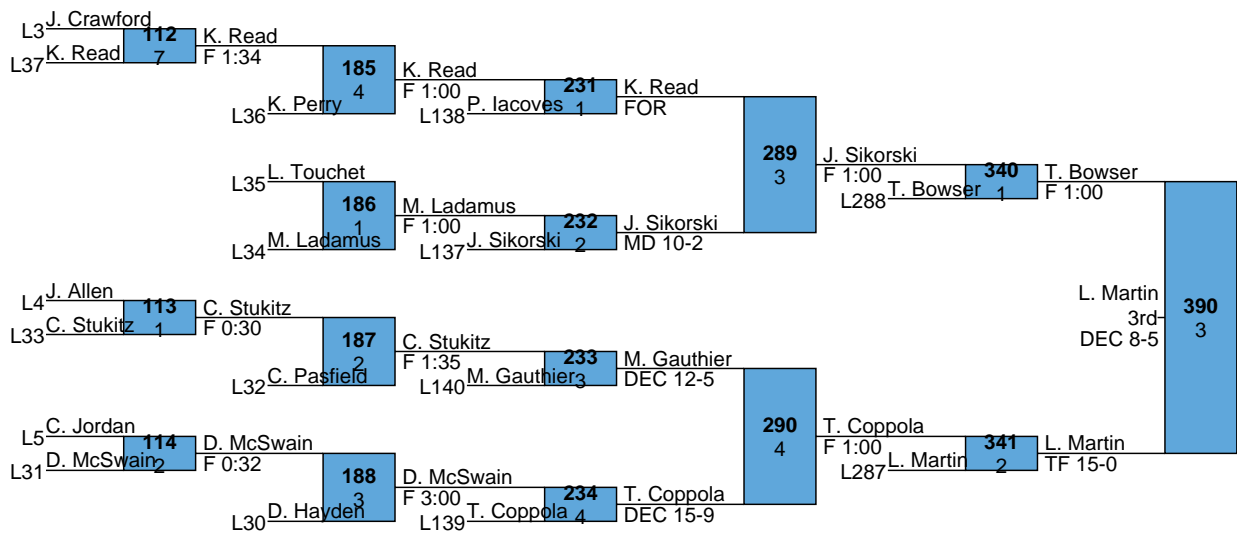 J. Crawford
L3
112
K. Read
L37
K. Read
7
F 1:34
185
K. Read
4
F 1:00
231
K. Read
L36
K. Perry
L138
P. Iacoves
1
FOR
289
J. Sikorski
3
F 1:00
340
T. Bowser
L288
T. Bowser
1
F 1:00
L35
L. Touchet
186
M. Ladamus
1
F 1:00
232
J. Sikorski
L34
M. Ladamus
L137
J. Sikorski
2
MD 10-2
L4
J. Allen
113
C. Stukitz
L33
C. Stukitz
1
F 0:30
L. Martin
390
3rd
3
DEC 8-5
187
C. Stukitz
2
F 1:35
233
M. Gauthier
L32
C. Pasfield
L140
M. Gauthier
3
DEC 12-5
290
T. Coppola
4
F 1:00
341
L. Martin
L287
L. Martin
2
TF 15-0
L5
C. Jordan
114
D. McSwain
L31
D. McSwain
2
F 0:32
188
D. McSwain
3
F 3:00
234
T. Coppola
L30
D. Hayden
L139
T. Coppola
4
DEC 15-9